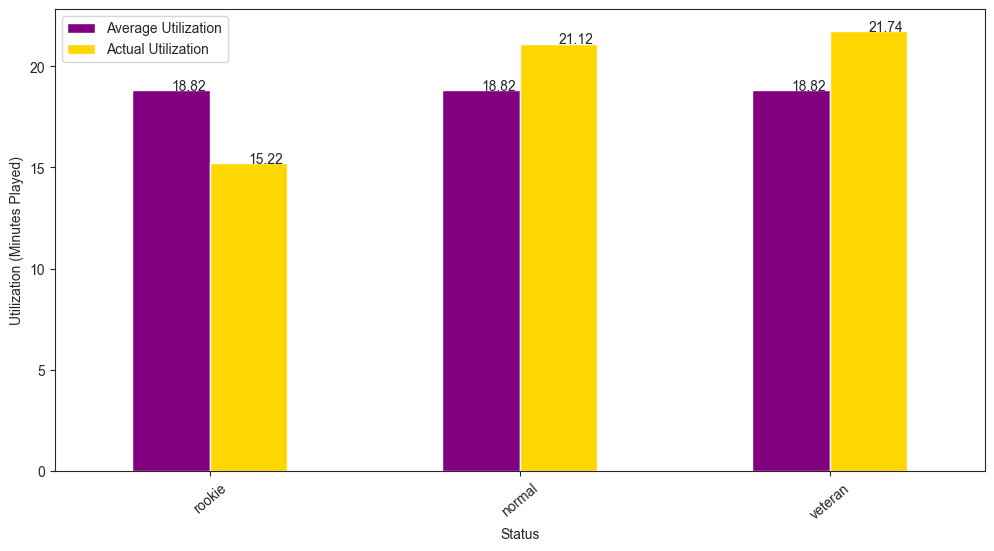 Average Utilization
Actual Utilization
Utilization (Minutes Played)
20
15
10
5
0
18.82
15.22
18.82
21.12
18.82
21.74
rookie
normal
veteran
Status